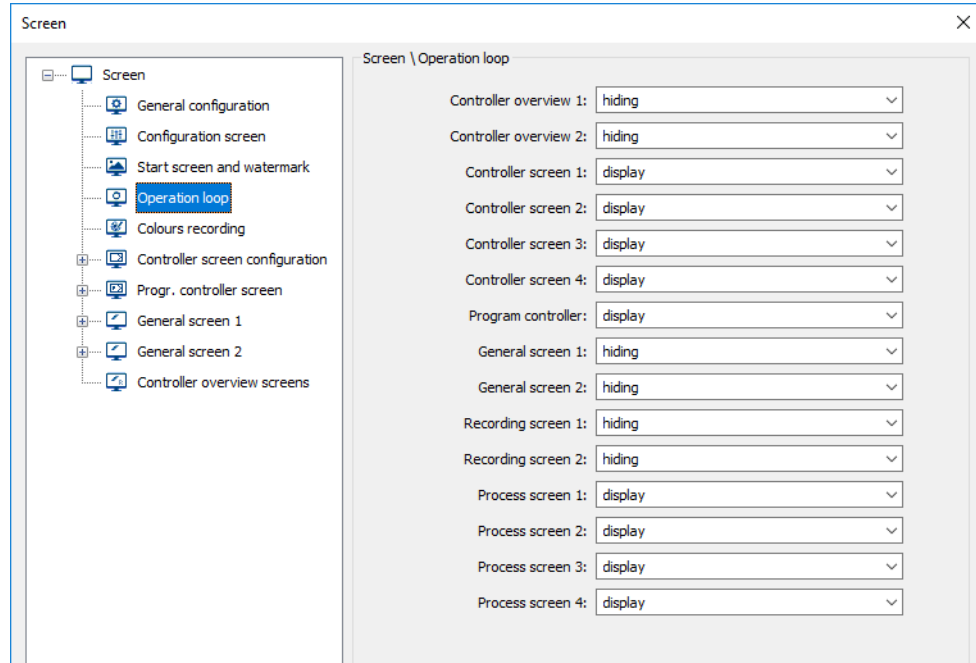 Screen
Screen
General configuration
Configuration screen
Start screen and watermark
Operation loop
Colours recording
Controller screen configuration
Progr. controller screen
General screen 1
General screen 2
Controller overview screens
Screen \ Operation loop
Controller overview 1: hiding
Controller overview 2: hiding
Controller screen 1: display
Controller screen 2: display
Controller screen 3: display
Controller screen 4: display
Program controller: display
General screen 1: hiding
General screen 2: hiding
Recording screen 1: hiding
Recording screen 2: hiding
Process screen 1: display
Process screen 2: display
Process screen 3: display
Process screen 4: display